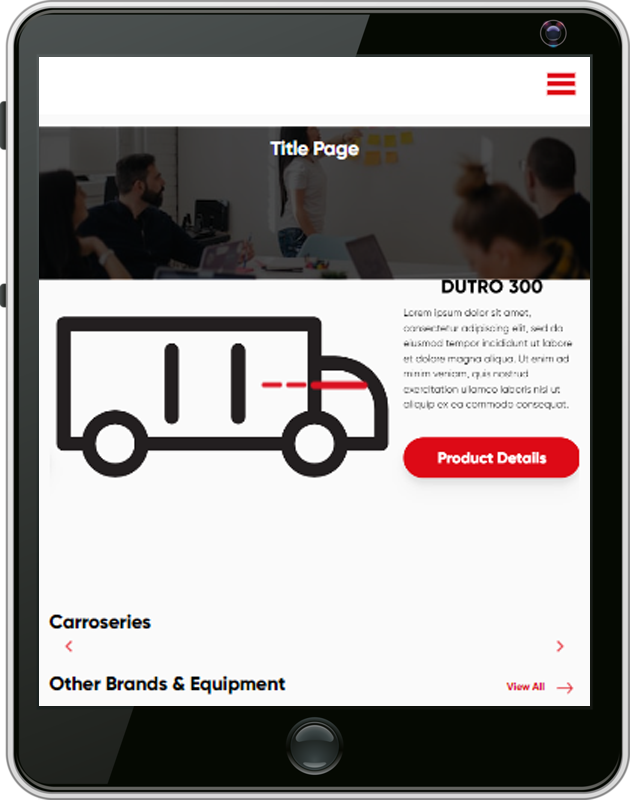 Title Page
DUTRO 300
Lorem ipsum dolor sit amet,
consectetur adipiscing elit, sed do
eiusmod tempor incididunt ut labore
et dolore magna aliqua. Ut enim ad
minim veniam, quis nostrud
exercitation ullamco laboris nisi ut
aliquip ex ea commodo consequat.
Product Details
Carroseries
Other Brands & Equipment
View All